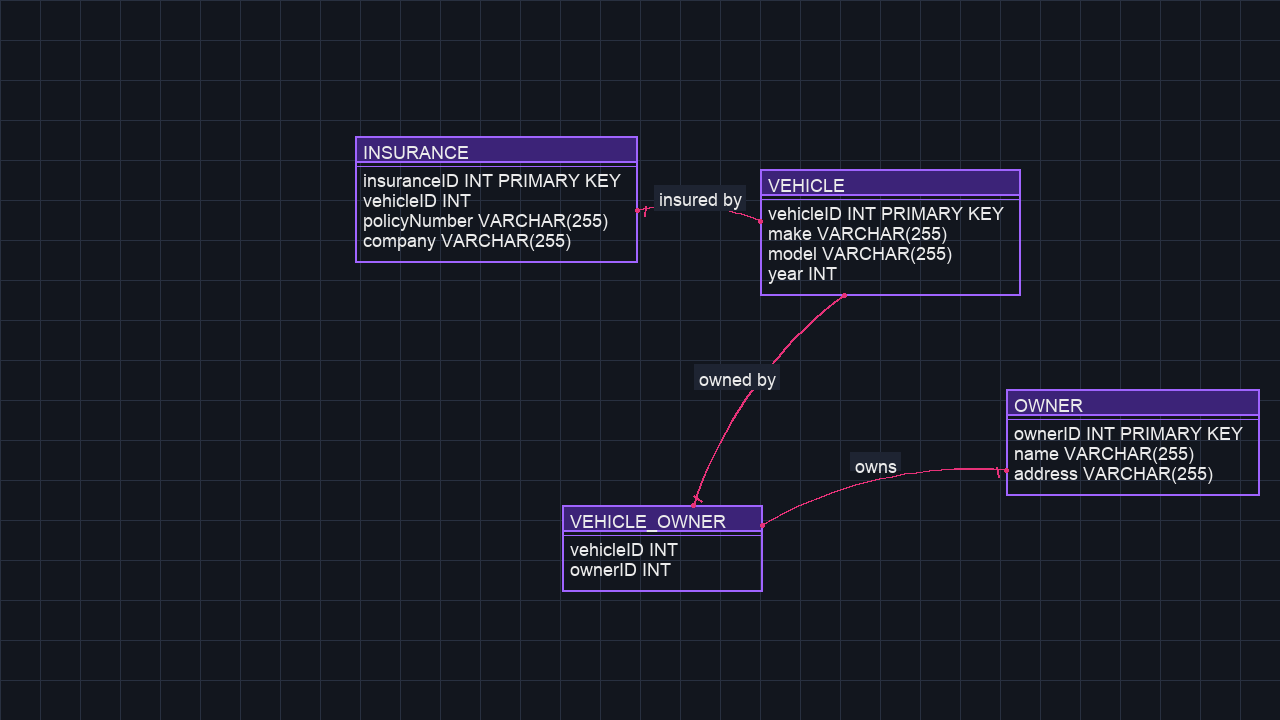 INSURANCE
insuranceID INT PRIMARY KEY
vehicleID INT
policyNumber VARCHAR(255)
company VARCHAR(255)
insured by
VEHICLE
vehicleID INT PRIMARY KEY
make VARCHAR(255)
model VARCHAR(255)
year INT
owned by
OWNER
ownerID INT PRIMARY KEY
name VARCHAR(255)
address VARCHAR(255)
owns
VEHICLE_OWNER
vehicleID INT
ownerID INT